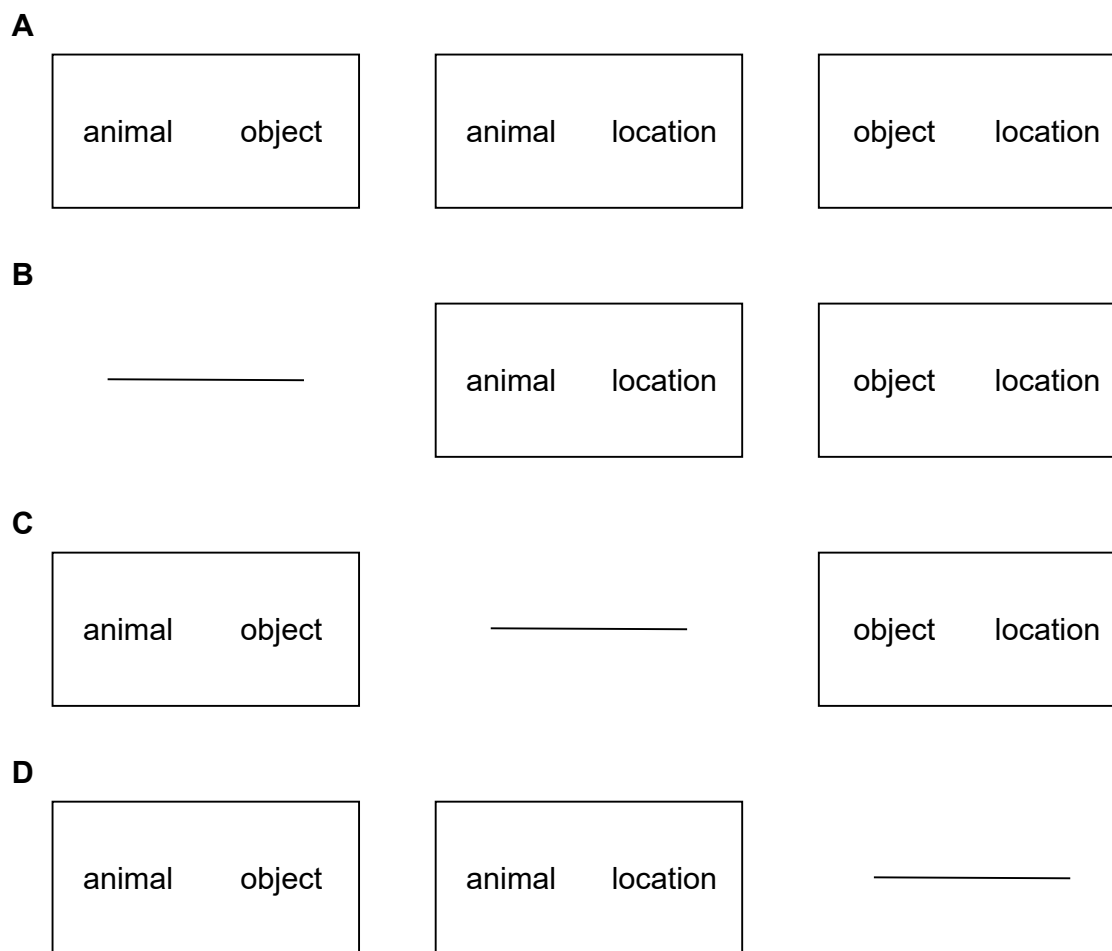 A
animal object animal location object location
B
animal location object location
C
animal object object location
D
animal object animal location